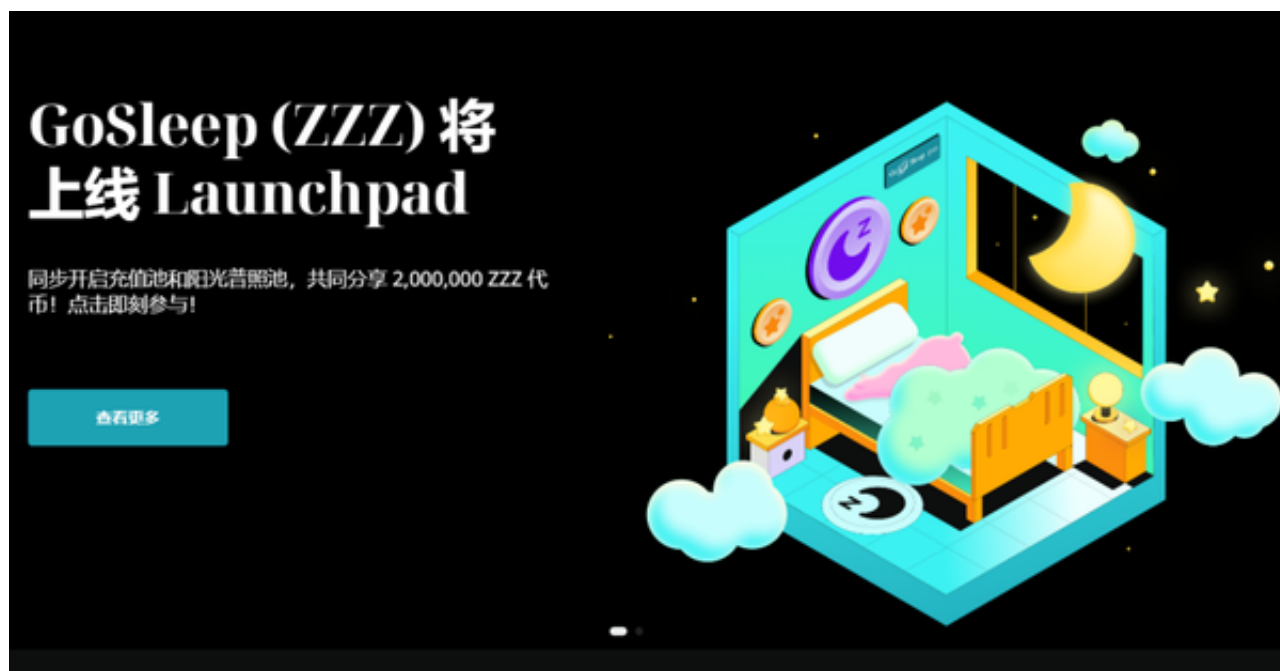 GoSleep (ZZZ) 将
上线 Launchpad
同步开启充值池和阳光普照池，共同分享 2,000,000 ZZZ 代
币！点击即刻参与！
查看更多
Z
Z